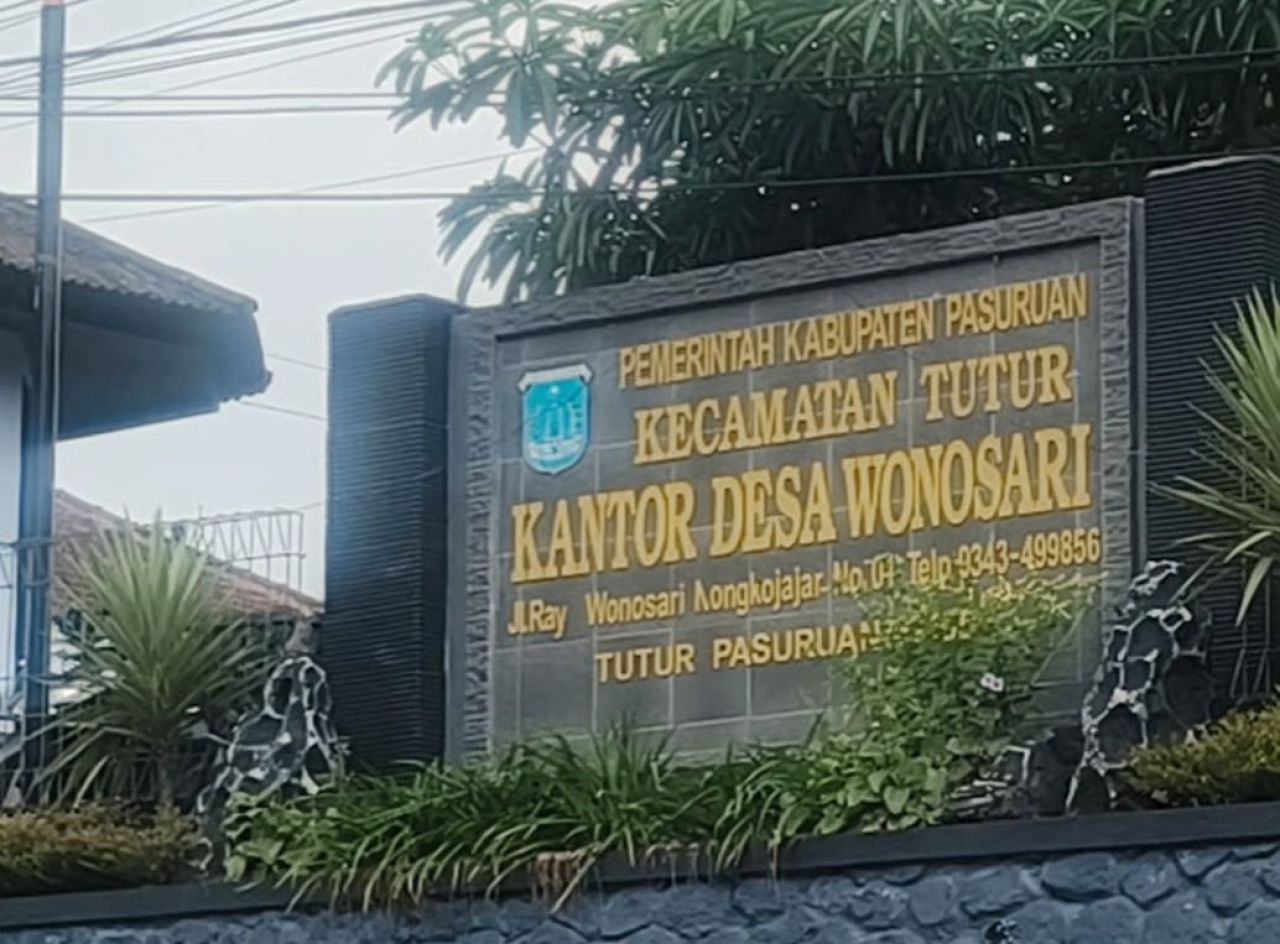 PEMERINTAH KABUPATEN PASURUAN
KECAMATAN TUTUR
KANTOR DESA WONOSARI
Jl.Ray Wonosari Nongkojajar No.01 Telp 0343-499856
TUTUR PASURUAN